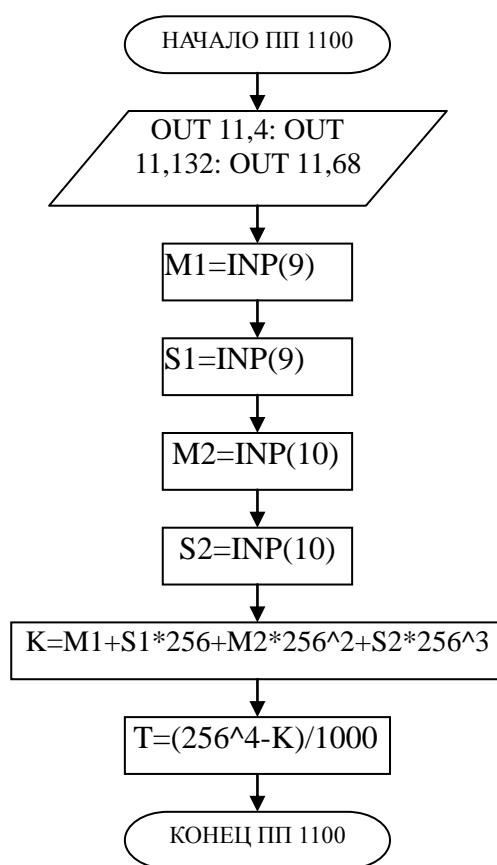 НАЧАЛО ПП 1100
OUT 11,4: OUT
11,132: OUT 11,68
M1=INP(9)
S1=INP(9)
M2=INP(10)
S2=INP(10)
K=M1+S1*256+M2*256^2+S2*256^3
T=(256^4-K)/1000
КОНЕЦ ПП 1100